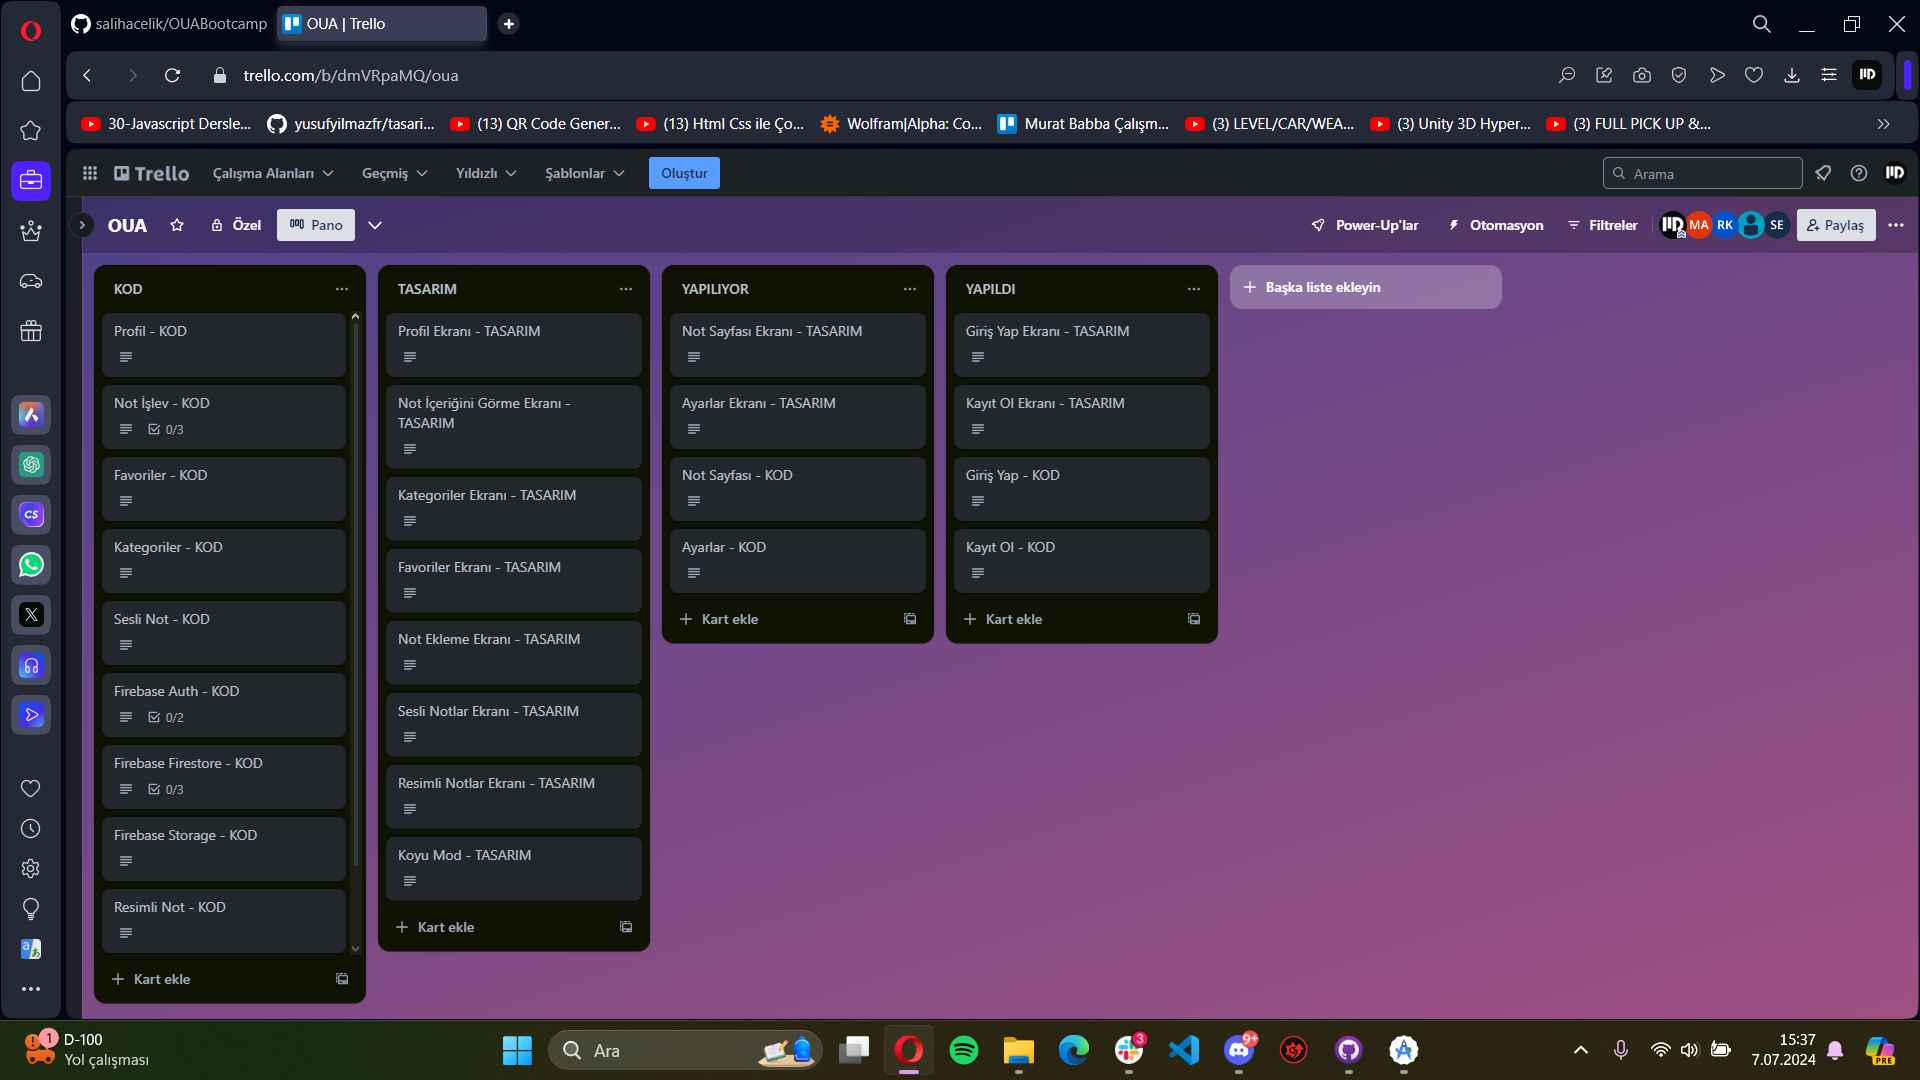 salihacelik/OUABootcamp
OUA | Trello
trello.com/b/dmVRpaMQ/oua
30-Javascript Dersle...
yusufyilmazfr/tasari...
(13) QR Code Gener...
(13) Html Css ile Ço...
Wolfram|Alpha: Co...
Murat Babba Çalışm...
(3) LEVEL/CAR/WEA...
(3) Unity 3D Hyper...
(3) FULL PICK UP &...
Trello
Çalışma Alanları
Geçmiş
Yıldızlı
Şablonlar
Oluştur
Arama
OUA
Özel
Pano
Power-Up'lar
Otomasyon
Filtreler
MA
RK
SE
Paylaş
KOD
Profil - KOD
Not İşlev - KOD
0/3
Favoriler - KOD
Kategoriler - KOD
Sesli Not - KOD
Firebase Auth - KOD
0/2
Firebase Firestore - KOD
0/3
Firebase Storage - KOD
Resimli Not - KOD
Kart ekle
TASARIM
Profil Ekranı - TASARIM
Not İçeriğini Görme Ekranı -
TASARIM
Kategoriler Ekranı - TASARIM
Favoriler Ekranı - TASARIM
Not Ekleme Ekranı - TASARIM
Sesli Notlar Ekranı - TASARIM
Resimli Notlar Ekranı - TASARIM
Koyu Mod - TASARIM
Kart ekle
YAPILIYOR
Not Sayfası Ekranı - TASARIM
Ayarlar Ekranı - TASARIM
Not Sayfası - KOD
Ayarlar - KOD
Kart ekle
YAPILDI
Giriş Yap Ekranı - TASARIM
Kayıt Ol Ekranı - TASARIM
Giriş Yap - KOD
Kayıt Ol - KOD
Kart ekle
Başka liste ekleyin
CS
1
D-100
Yol çalışması
Ara
3
9+
15:37
7.07.2024
PRE